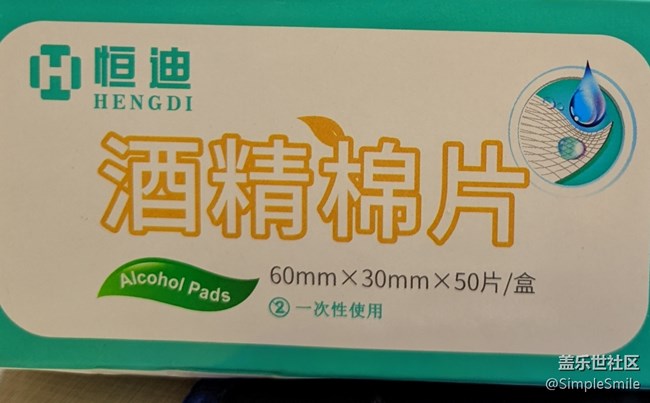 恒迪
HENGDI
酒精棉片
Alcohol Pads
60mm×30mm×50片/盒
②一次性使用
盖乐世社区
@SimpleSmile